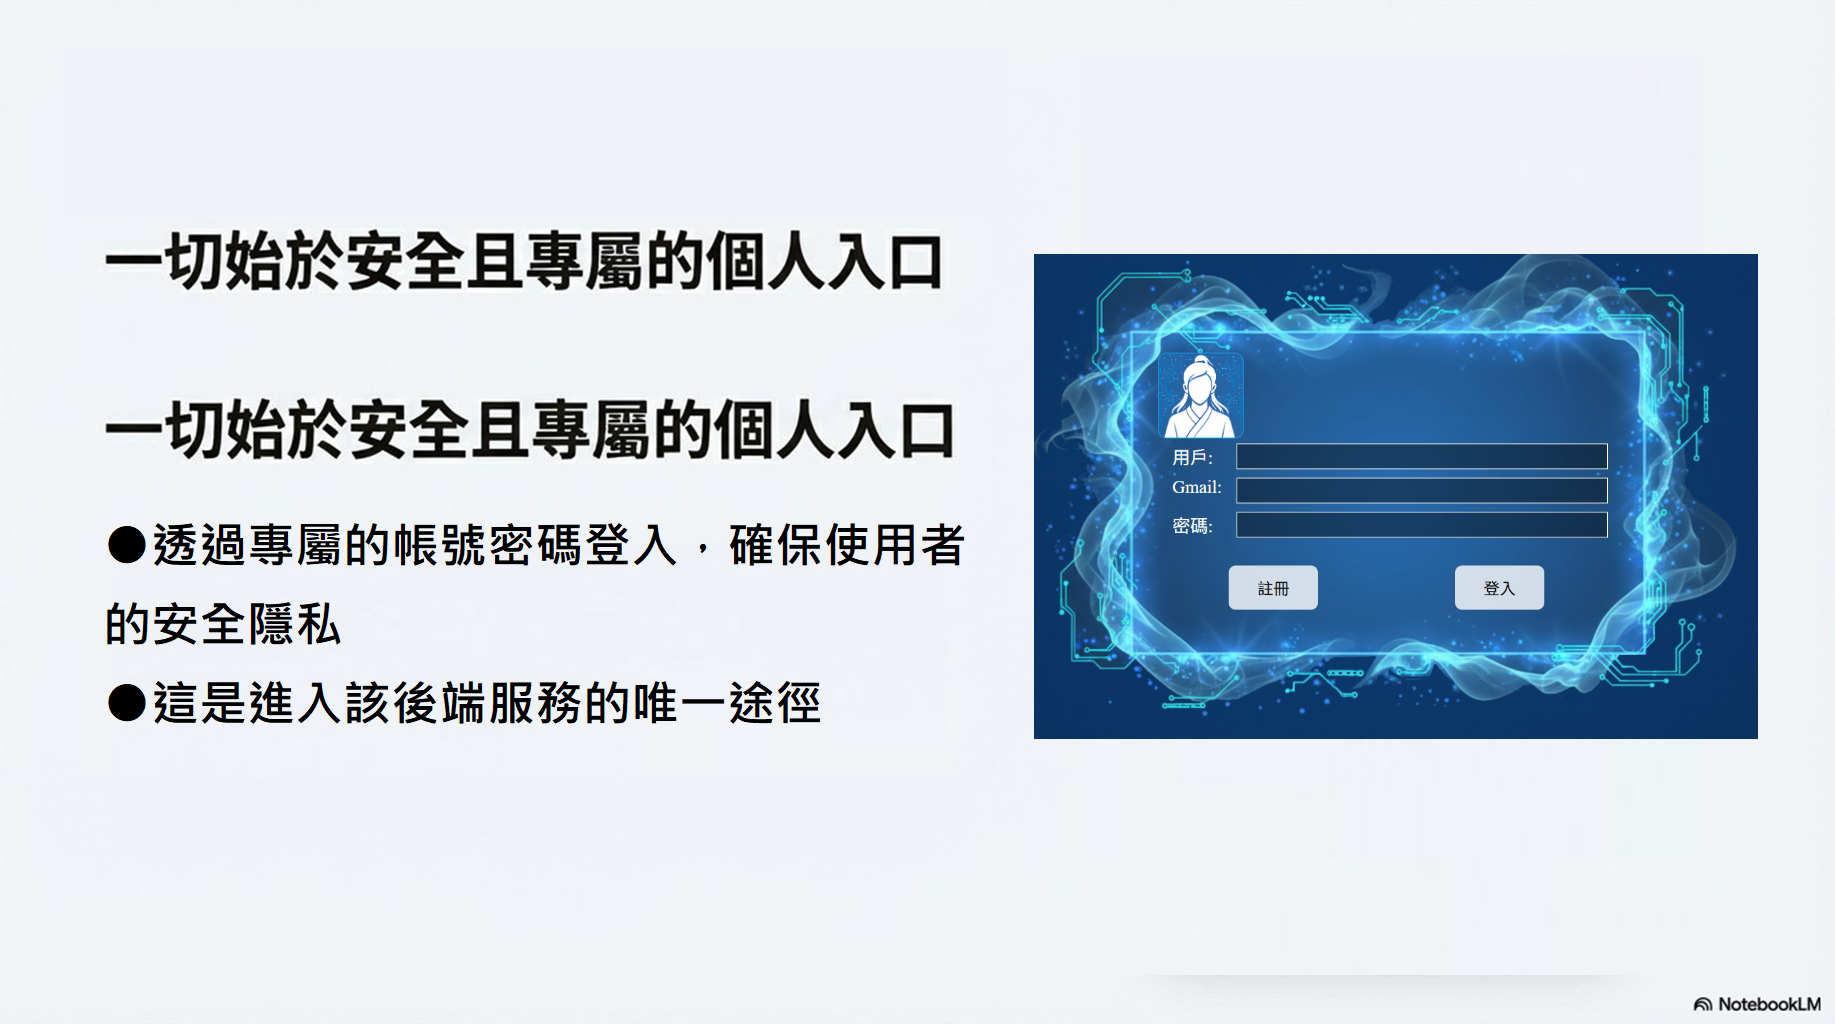 一切始於安全且專屬的個人入口
一切始於安全且專屬的個人入口
●透過專屬的帳號密碼登入，確保使用者
的安全隱私
●這是進入該後端服務的唯一途徑
用戶:
Gmail:
密碼:
註冊
登入
NotebookLM